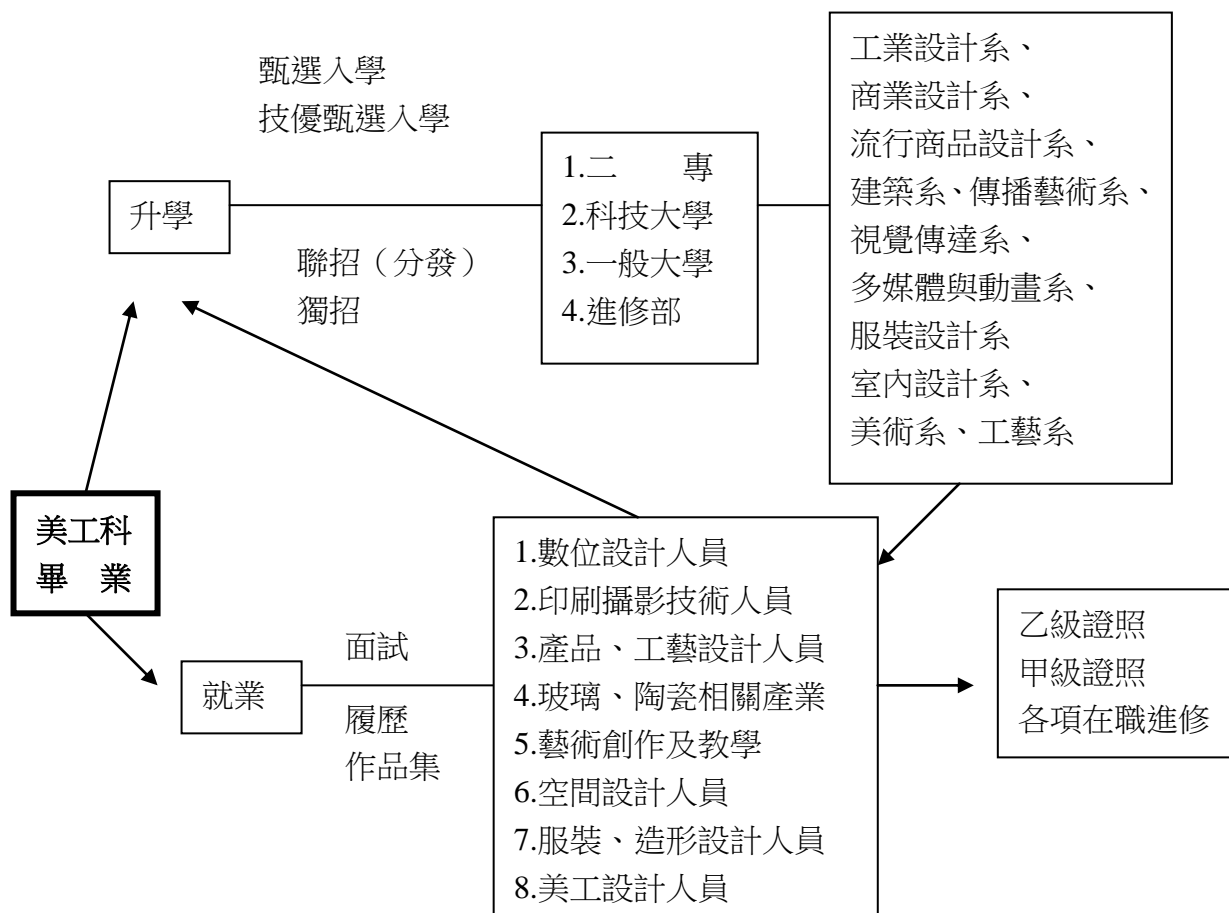 甄選入學
技優甄選入學
升學
聯招（分發）
獨招
1.二　　專
2.科技大學
3.一般大學
4.進修部
工業設計系、
商業設計系、
流行商品設計系、
建築系、傳播藝術系、
視覺傳達系、
多媒體與動畫系、
服裝設計系
室內設計系、
美術系、工藝系
美工科
畢　業
就業
面試
履歷
作品集
1.數位設計人員
2.印刷攝影技術人員
3.產品、工藝設計人員
4.玻璃、陶瓷相關產業
5.藝術創作及教學
6.空間設計人員
7.服裝、造形設計人員
8.美工設計人員
乙級證照
甲級證照
各項在職進修